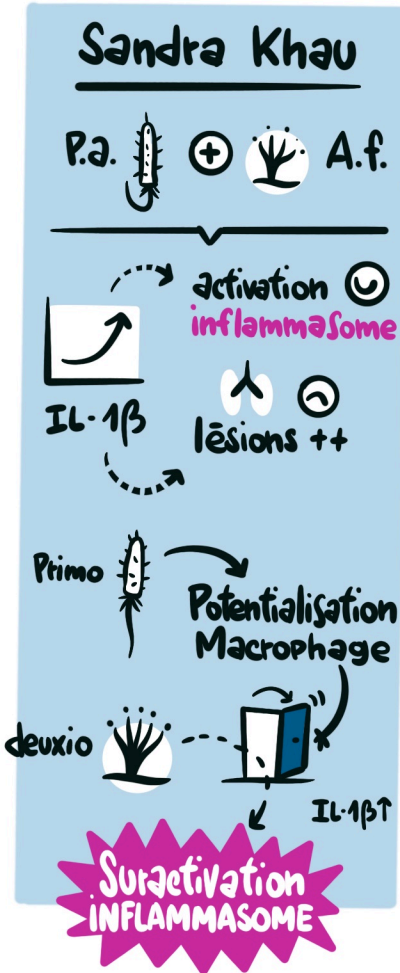 Sandra Khau
P.a. + A.f.
activation
inflammasome
IL-1β
lésions ++
Primo
Potentialisation
Macrophage
deuxio
IL-1β↑
Suractivation
INFLAMMASOME